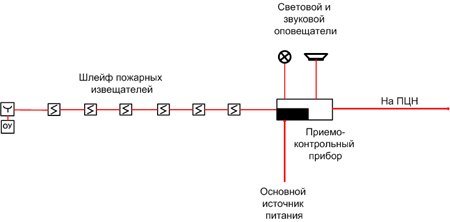 Световой и
звуковой
оповещатели
Шлейф пожарных
извещателей
На ПЦН
ОУ
Приемо-
контрольный
прибор
Основной
источник
питания